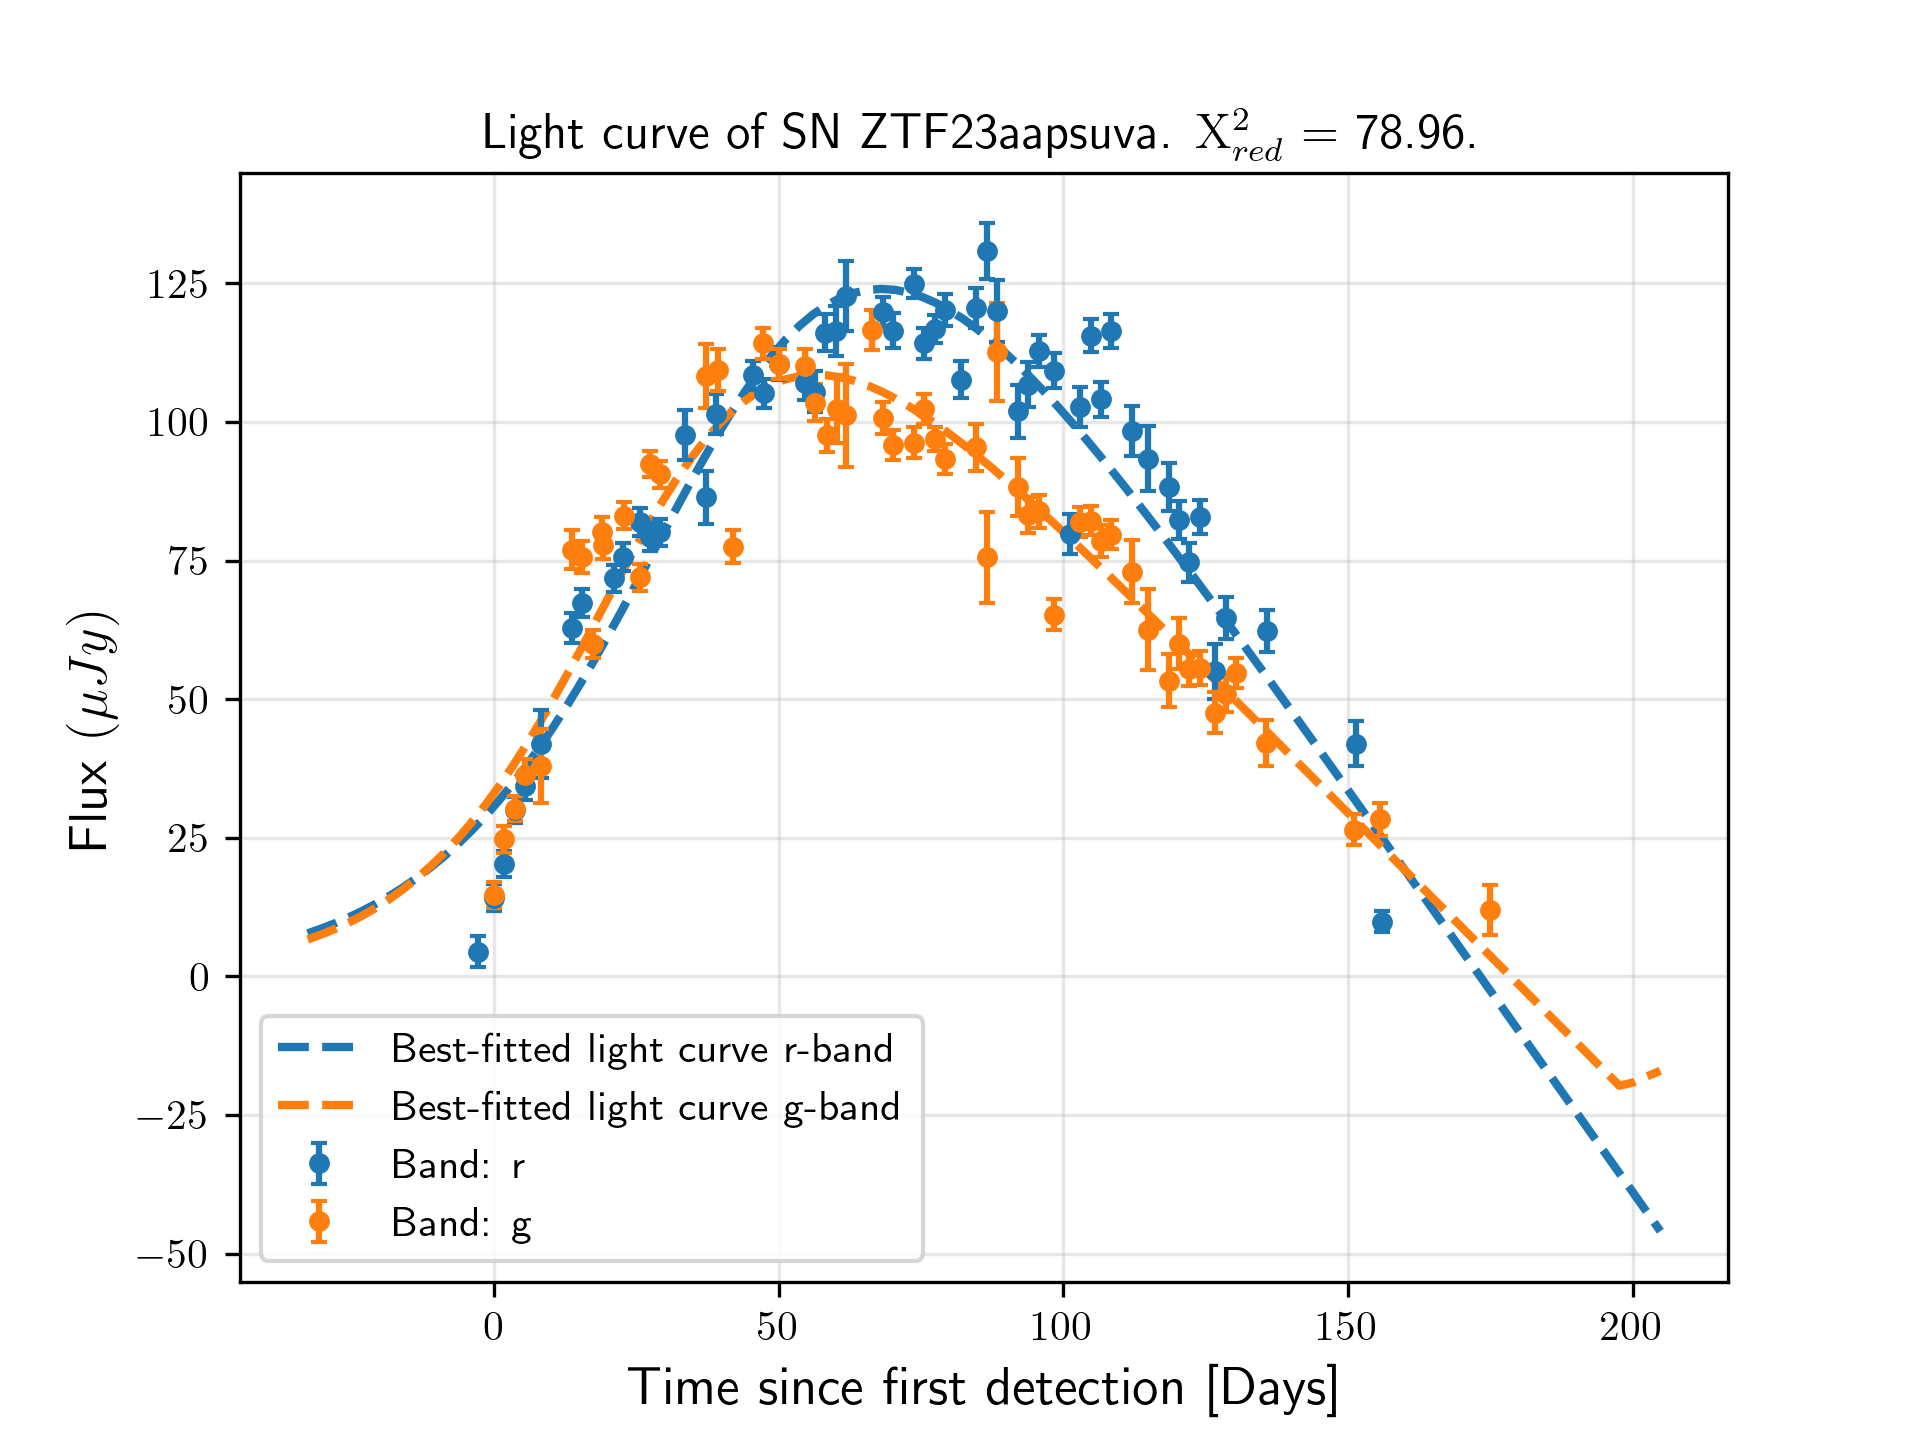 Light curve of SN ZTF23aapsuva. X²_red = 78.96.
Flux (μJy)
125
100
75
50
25
0
−25
−50
Best-fitted light curve r-band
Best-fitted light curve g-band
Band: r
Band: g
0 50 100 150 200
Time since first detection [Days]